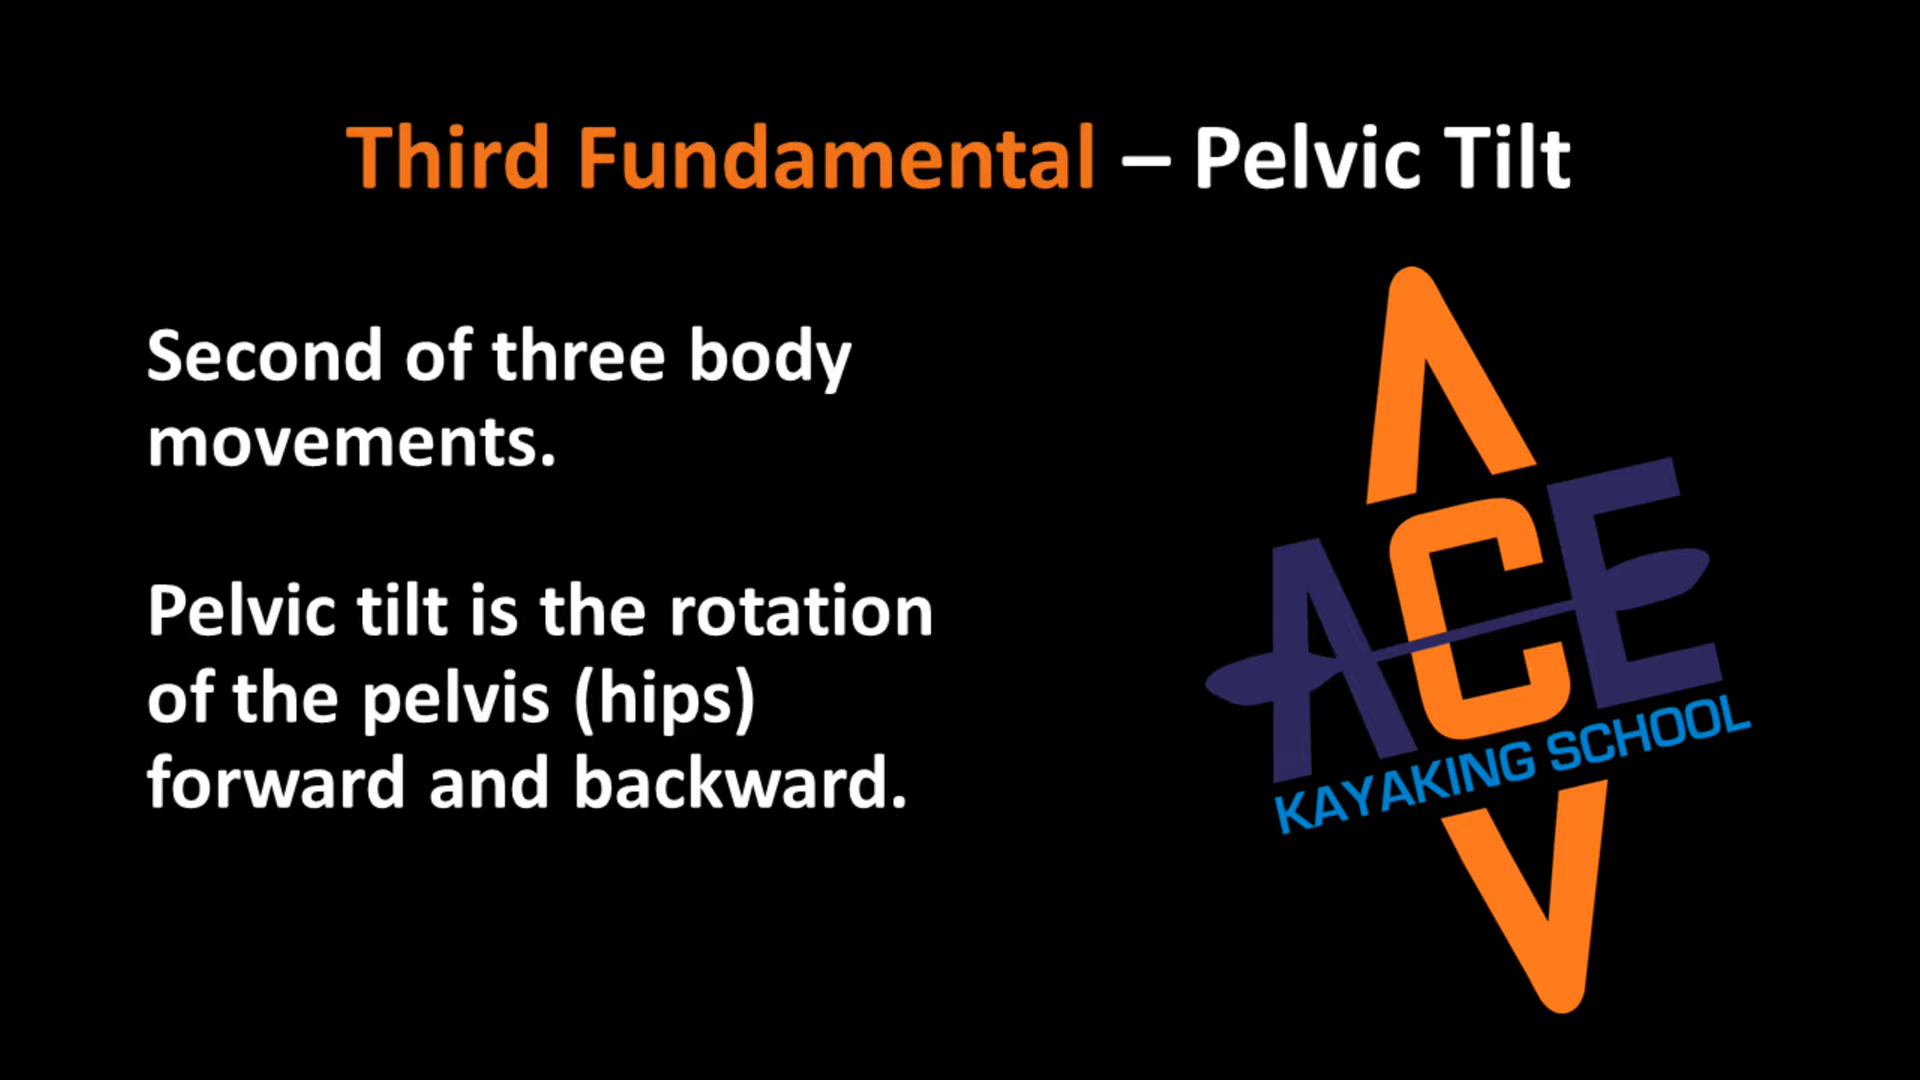 Third Fundamental – Pelvic Tilt
Second of three body
movements.
Pelvic tilt is the rotation
of the pelvis (hips)
forward and backward.
ACE
KAYAKING SCHOOL